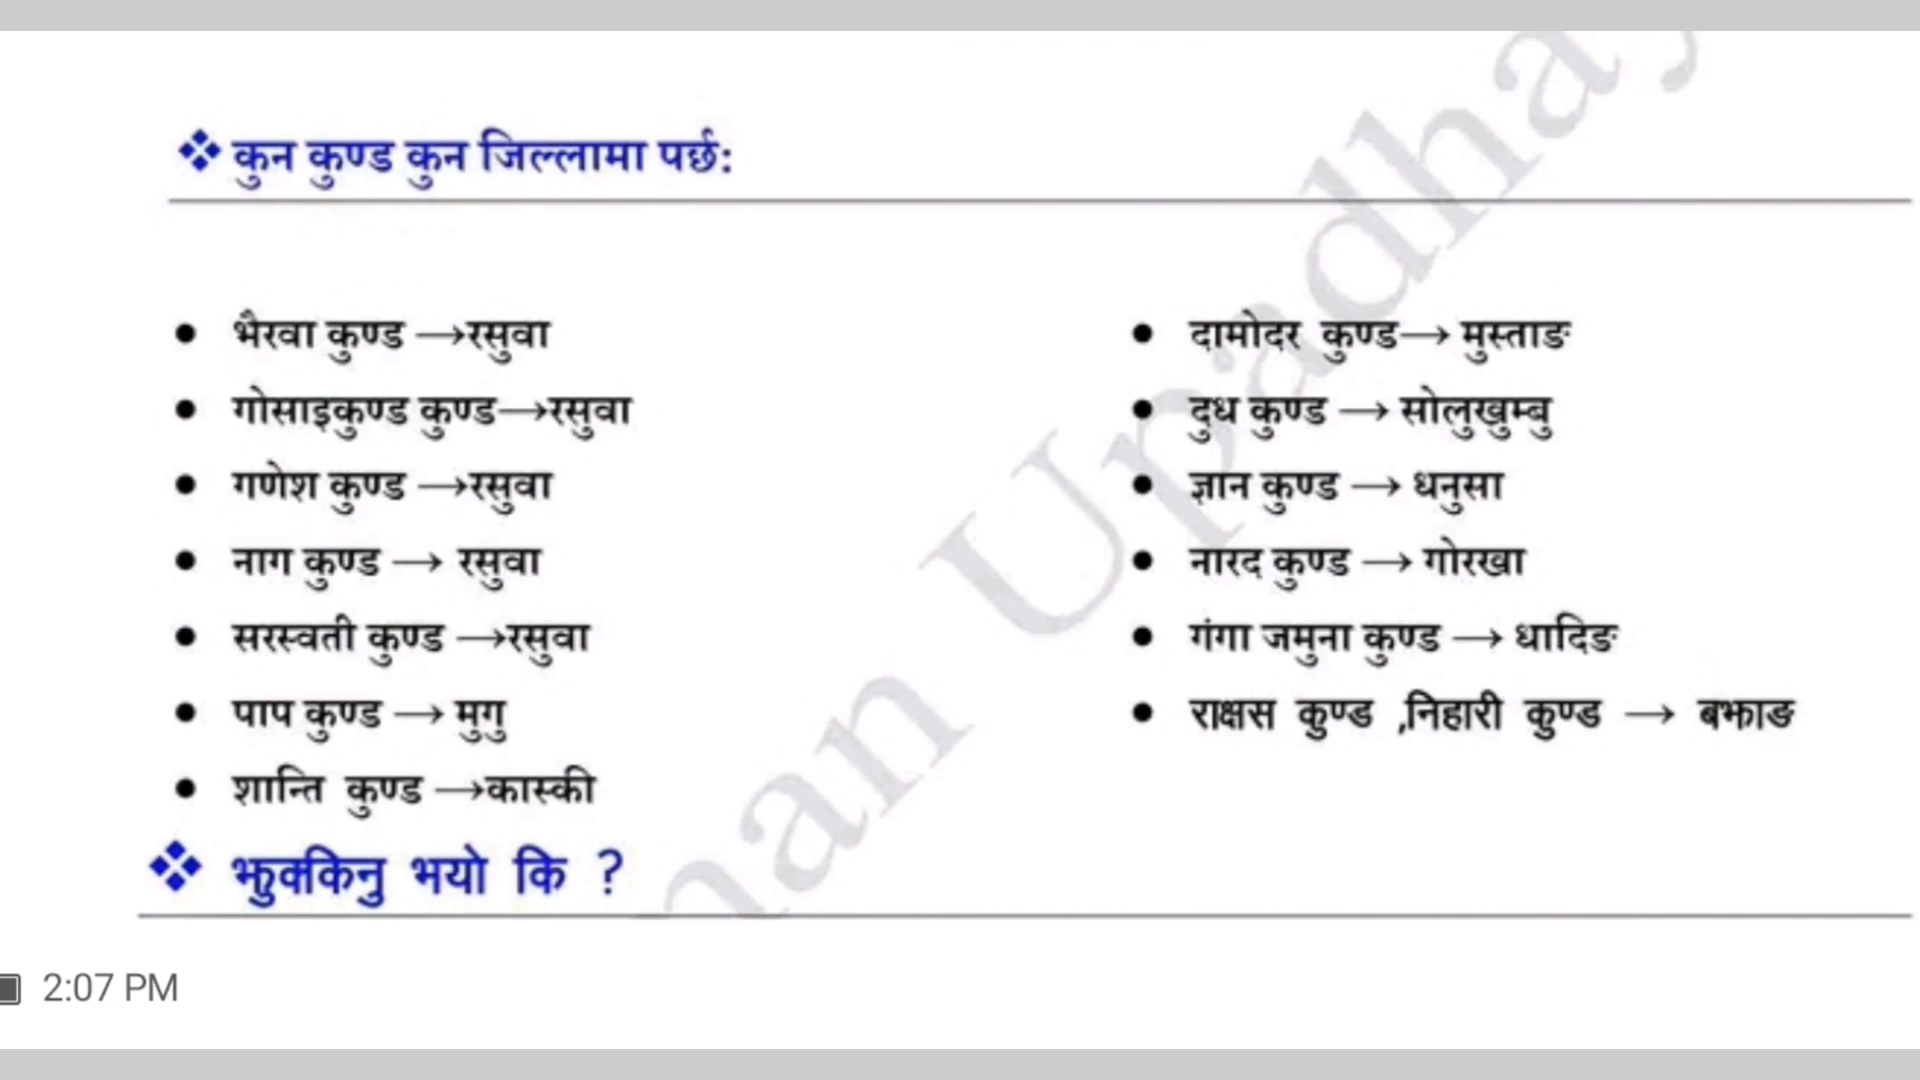 ❖ कुन कुण्ड कुन जिल्लामा पर्छ:
• भैरवा कुण्ड →रसुवा
• गोसाइकुण्ड कुण्ड→रसुवा
• गणेश कुण्ड →रसुवा
• नाग कुण्ड → रसुवा
• सरस्वती कुण्ड →रसुवा
• पाप कुण्ड → मुगु
• शान्ति कुण्ड →कास्की
• दामोदर कुण्ड→ मुस्ताङ
• दुध कुण्ड → सोलुखुम्बु
• ज्ञान कुण्ड → धनुसा
• नारद कुण्ड → गोरखा
• गंगा जमुना कुण्ड → धादिङ
• राक्षस कुण्ड ,निहारी कुण्ड → बझाङ
❖ झुक्किनु भयो कि ?
2:07 PM